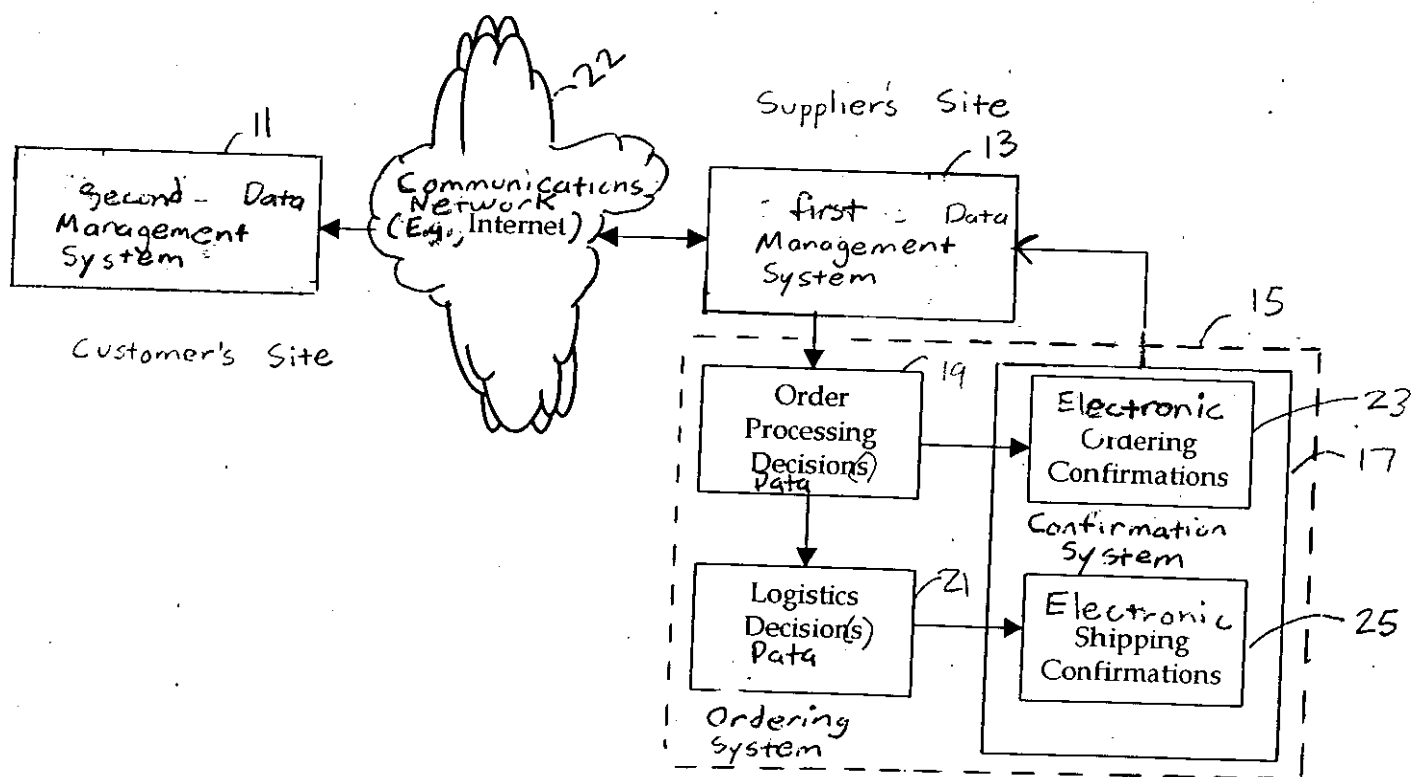 22
Supplier's Site
11
13
Second - Data
Management
System
Communications
Network
(E.g., Internet)
first - Data
Management
System
Customer's Site
15
Order
Processing
Decision(s)
Data
19
Electronic
Ordering
Confirmations
23
17
Confirmation
System
Logistics
Decision(s)
Data
21
Electronic
Shipping
Confirmations
25
Ordering
System